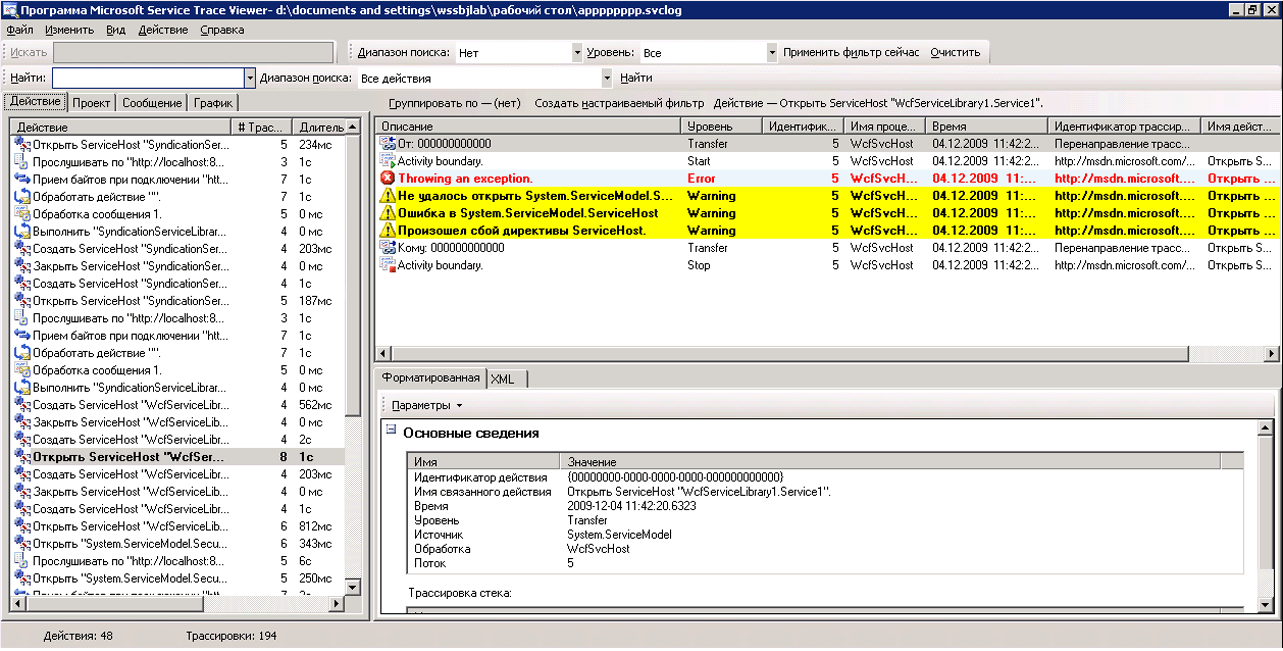 Программа Microsoft Service Trace Viewer- d:\documents and settings\wssbjlab\рабочий стол\apppppppp.svclog
Файл Изменить Вид Действие Справка
Искать Диапазон поиска: Нет Уровень: Все Применить фильтр сейчас Очистить
Найти: Диапазон поиска: Все действия Найти
Действие Проект Сообщение График
Действие # Трас... Длитель
Открыть ServiceHost "SyndicationSer... 5 234мс
Прослушивать по "http://localhost:8... 3 1с
Прием байтов при подключении "htt... 7 1с
Обработать действие "". 7 1с
Обработка сообщения 1. 5 0 мс
Выполнить "SyndicationServiceLibrar... 4 0 мс
Создать ServiceHost "SyndicationSer... 4 203мс
Закрыть ServiceHost "SyndicationSer... 4 0 мс
Создать ServiceHost "SyndicationSer... 4 1с
Открыть ServiceHost "SyndicationSer... 5 187мс
Прослушивать по "http://localhost:8... 3 1с
Прием байтов при подключении "htt... 7 1с
Обработать действие "". 7 1с
Обработка сообщения 1. 5 0 мс
Выполнить "SyndicationServiceLibrar... 4 0 мс
Создать ServiceHost "WcfServiceLibr... 4 562мс
Закрыть ServiceHost "WcfServiceLibr... 4 0 мс
Создать ServiceHost "WcfServiceLibr... 4 2с
Открыть ServiceHost "WcfSer... 8 1с
Создать ServiceHost "WcfServiceLib... 4 203мс
Закрыть ServiceHost "WcfServiceLib... 4 0 мс
Создать ServiceHost "WcfServiceLib... 4 1с
Открыть ServiceHost "WcfServiceLib... 6 812мс
Открыть "System.ServiceModel.Secu... 6 343мс
Прослушивать по "http://localhost:8... 5 6с
Открыть "System.ServiceModel.Secu... 5 250мс
Группировать по — (нет) Создать настраиваемый фильтр Действие — Открыть ServiceHost "WcfServiceLibrary1.Service1".
Описание Уровень Идентифик... Имя проце... Время Идентификатор трассир... Имя дейст...
От: 000000000000 Transfer 5 WcfSvcHost 04.12.2009 11:42:2... Перенаправление трасс...
Activity boundary. Start 5 WcfSvcHost 04.12.2009 11:42:2... http://msdn.microsoft.com/... Открыть S...
Throwing an exception. Error 5 WcfSvcH... 04.12.2009 11:... http://msdn.microsoft.... Открыть ...
Не удалось открыть System.ServiceModel.S... Warning 5 WcfSvcH... 04.12.2009 11:... http://msdn.microsoft.... Открыть ...
Ошибка в System.ServiceModel.ServiceHost Warning 5 WcfSvcH... 04.12.2009 11:... http://msdn.microsoft.... Открыть ...
Произошел сбой директивы ServiceHost. Warning 5 WcfSvcH... 04.12.2009 11:... http://msdn.microsoft.... Открыть ...
Кому: 000000000000 Transfer 5 WcfSvcHost 04.12.2009 11:42:2... Перенаправление трасс... Открыть S...
Activity boundary. Stop 5 WcfSvcHost 04.12.2009 11:42:2... http://msdn.microsoft.com/... Открыть S...
Форматированная XML
Параметры
Основные сведения
Имя Значение
Идентификатор действия {00000000-0000-0000-0000-000000000000}
Имя связанного действия Открыть ServiceHost "WcfServiceLibrary1.Service1".
Время 2009-12-04 11:42:20.6323
Уровень Transfer
Источник System.ServiceModel
Обработка WcfSvcHost
Поток 5
Трассировка стека:
Действия: 48 Трассировки: 194